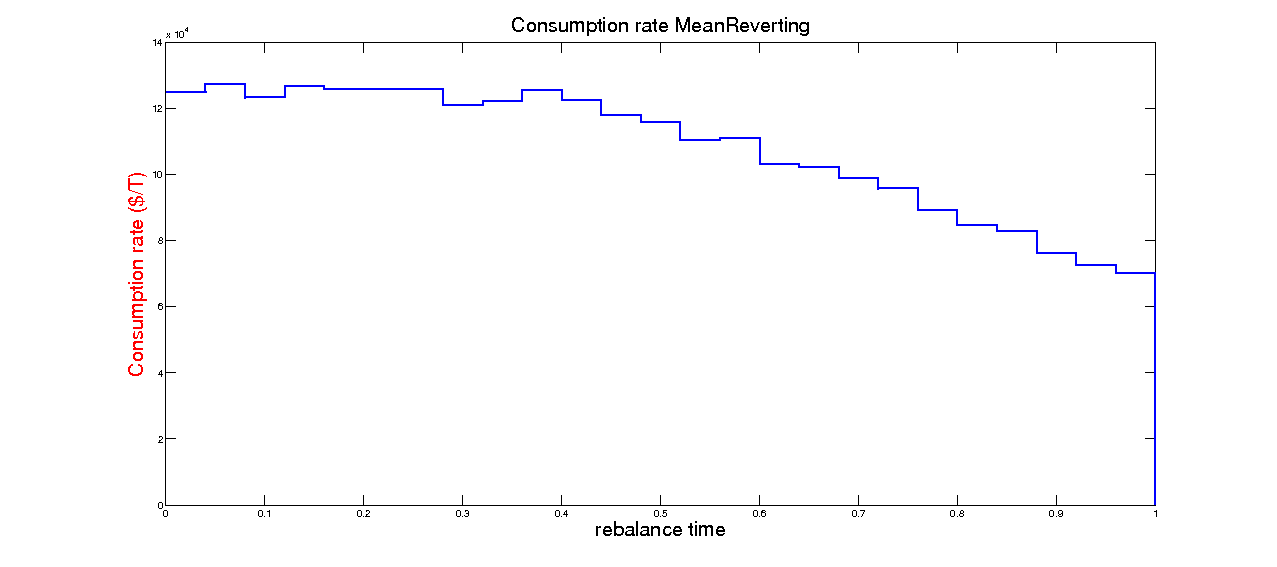 Consumption rate MeanReverting
x 10^4
14
12
10
8
6
4
2
0
Consumption rate ($/T)
0 0.1 0.2 0.3 0.4 0.5 0.6 0.7 0.8 0.9 1
rebalance time